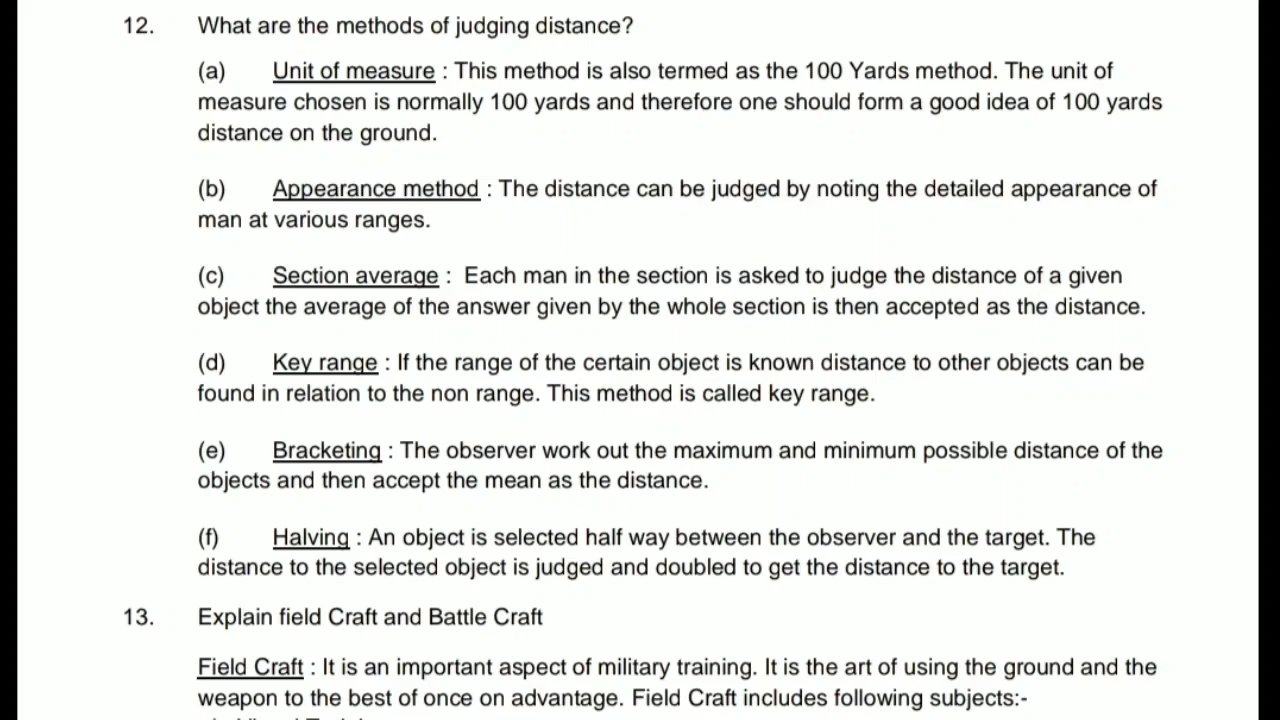 12. What are the methods of judging distance?
(a) Unit of measure : This method is also termed as the 100 Yards method. The unit of
measure chosen is normally 100 yards and therefore one should form a good idea of 100 yards
distance on the ground.
(b) Appearance method : The distance can be judged by noting the detailed appearance of
man at various ranges.
(c) Section average : Each man in the section is asked to judge the distance of a given
object the average of the answer given by the whole section is then accepted as the distance.
(d) Key range : If the range of the certain object is known distance to other objects can be
found in relation to the non range. This method is called key range.
(e) Bracketing : The observer work out the maximum and minimum possible distance of the
objects and then accept the mean as the distance.
(f) Halving : An object is selected half way between the observer and the target. The
distance to the selected object is judged and doubled to get the distance to the target.
13. Explain field Craft and Battle Craft
Field Craft : It is an important aspect of military training. It is the art of using the ground and the
weapon to the best of once on advantage. Field Craft includes following subjects:-